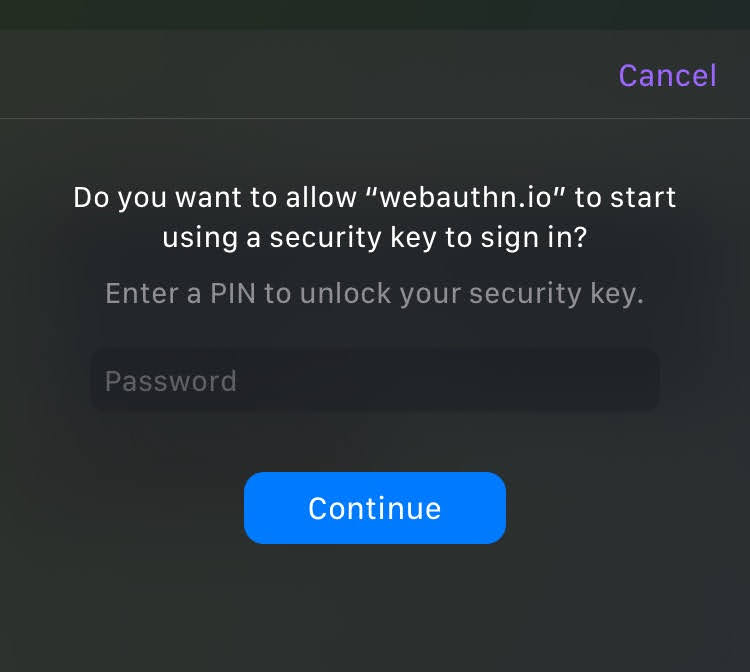 Cancel
Do you want to allow “webauthn.io” to start
using a security key to sign in?
Enter a PIN to unlock your security key.
Password
Continue